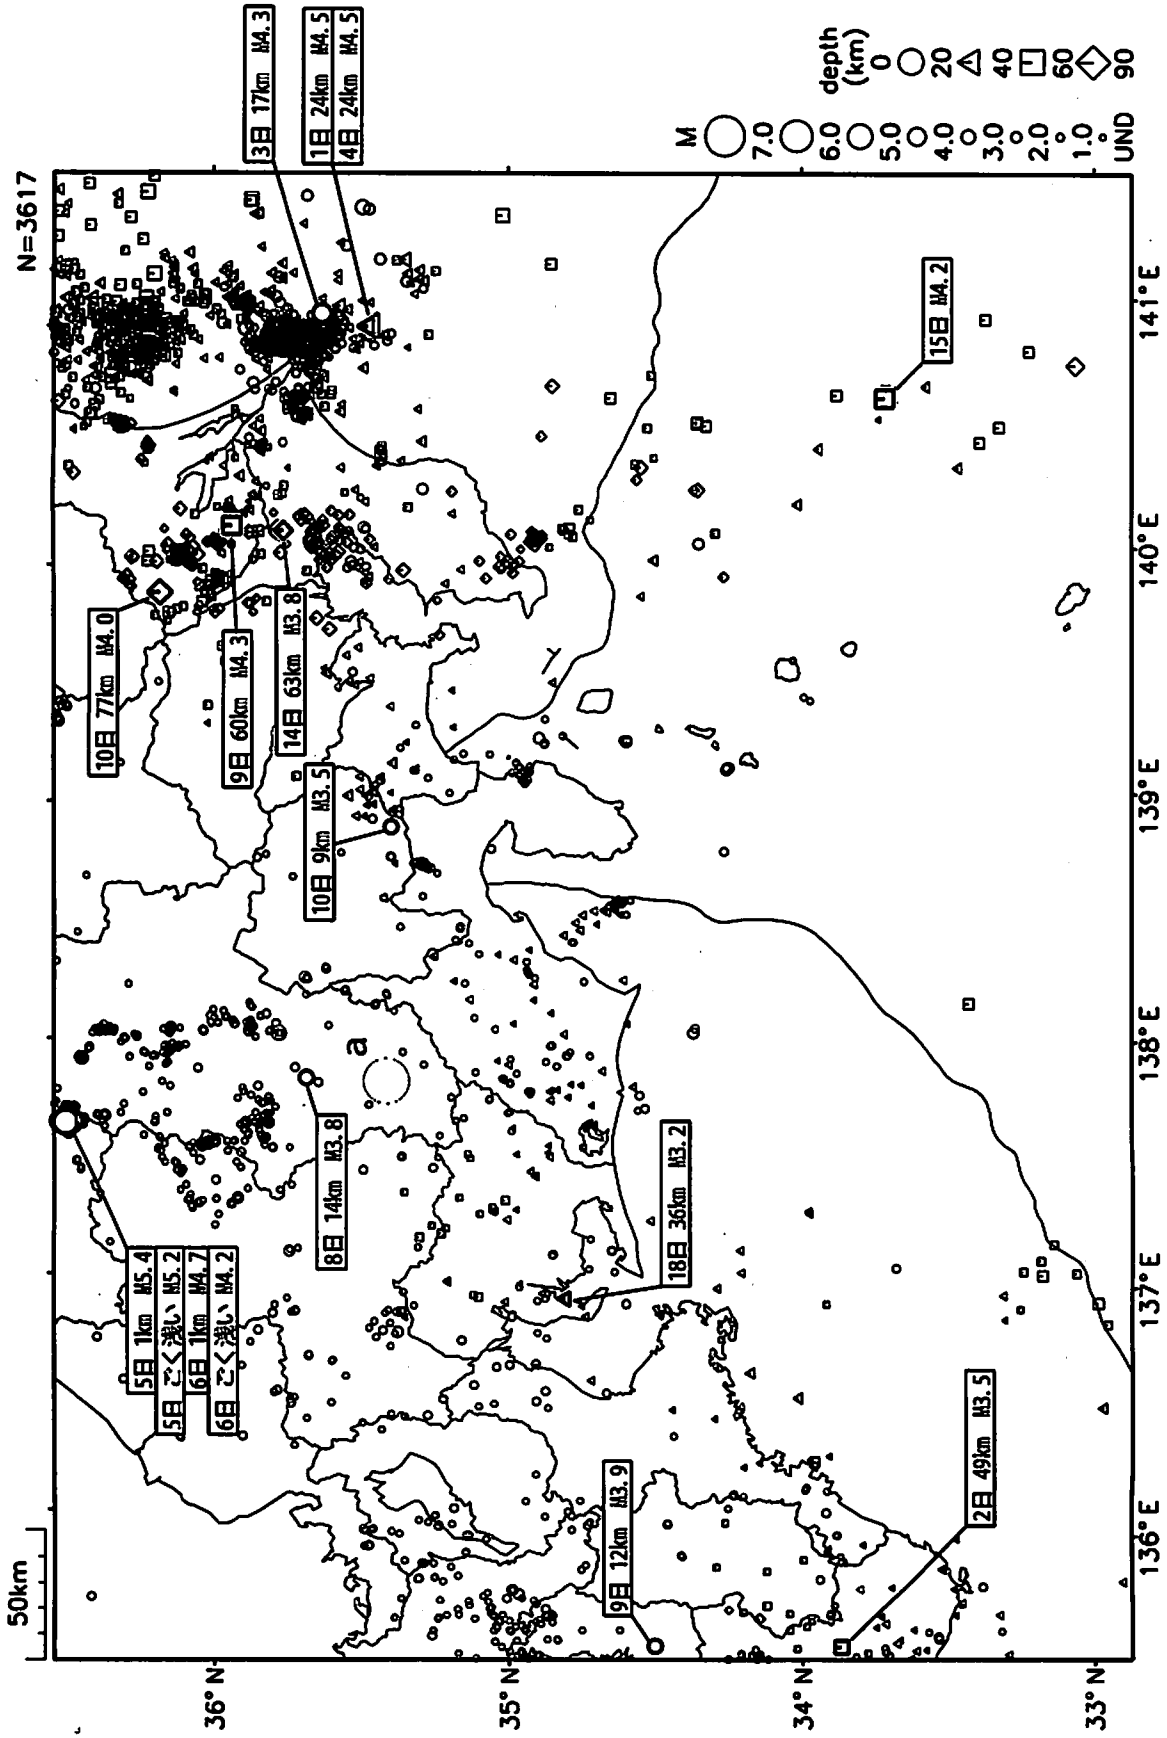 50km
N=3617
3日 17km M4.3
1日 24km M4.5
4日 24km M4.5
10日 77km M4.0
9日 60km M4.3
14日 63km M3.8
10日 9km M3.5
15日 M4.2
5日 1km M5.4
5日 ごく浅い M5.2
6日 1km M4.7
6日 ごく浅い M4.2
8日 14km M3.8
a
18日 36km M3.2
9日 12km M3.9
2日 49km M3.5
36°N
35°N
34°N
33°N
136°E
137°E
138°E
139°E
140°E
141°E
M
7.0
6.0
5.0
4.0
3.0
2.0
1.0
UND
depth
(km)
0
20
40
60
90